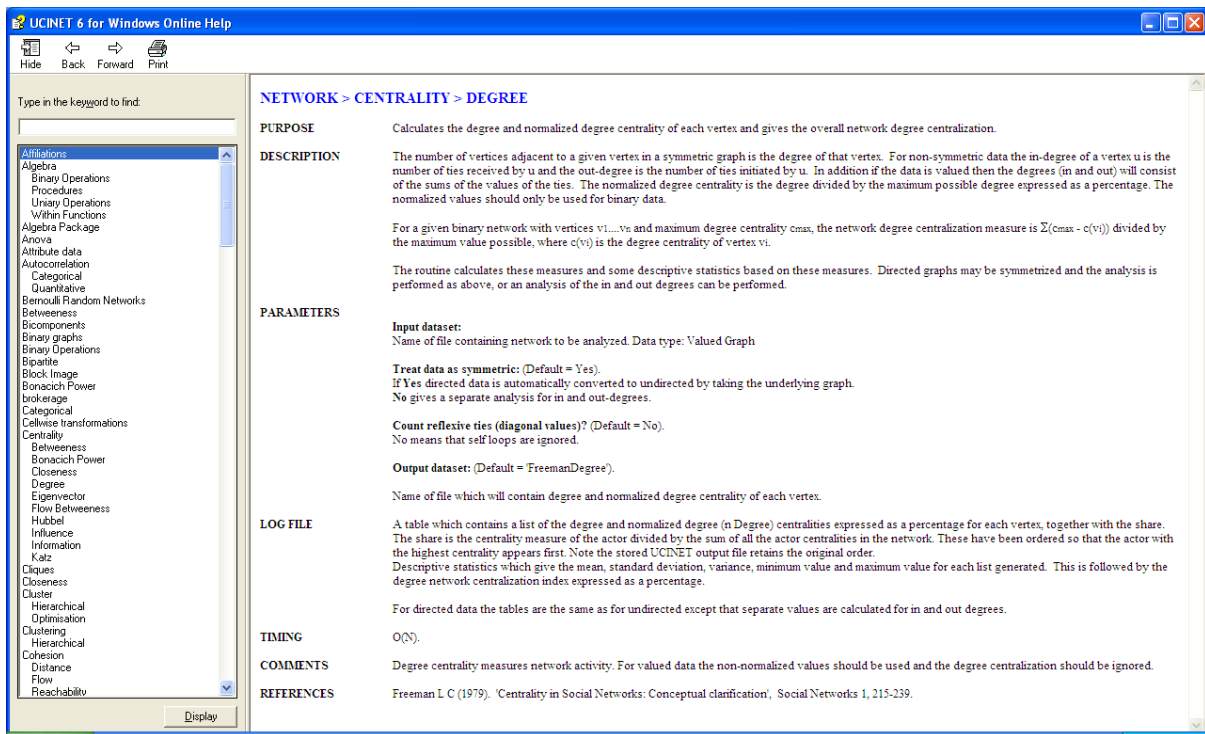 UCINET 6 for Windows Online Help
Hide Back Forward Print
Type in the keyword to find:
Affiliations
Algebra
Binary Operations
Procedures
Uniary Operations
Within Functions
Algebra Package
Anova
Attribute data
Autocorrelation
Categorical
Quantitative
Bernoulli Random Networks
Betweeness
Bicomponents
Binary graphs
Binary Operations
Bipartite
Block Image
Bonacich Power
brokerage
Categorical
Cellwise transformations
Centrality
Betweeness
Bonacich Power
Closeness
Degree
Eigenvector
Flow Betweeness
Hubbel
Influence
Information
Katz
Cliques
Closeness
Cluster
Hierarchical
Optimisation
Clustering
Hierarchical
Cohesion
Distance
Flow
Reachability
Display
NETWORK > CENTRALITY > DEGREE
PURPOSE Calculates the degree and normalized degree centrality of each vertex and gives the overall network degree centralization.
DESCRIPTION The number of vertices adjacent to a given vertex in a symmetric graph is the degree of that vertex. For non-symmetric data the in-degree of a vertex u is the
number of ties received by u and the out-degree is the number of ties initiated by u. In addition if the data is valued then the degrees (in and out) will consist
of the sums of the values of the ties. The normalized degree centrality is the degree divided by the maximum possible degree expressed as a percentage. The
normalized values should only be used for binary data.
For a given binary network with vertices v1....vn and maximum degree centrality cmax, the network degree centralization measure is Σ(cmax - c(vi)) divided by
the maximum value possible, where c(vi) is the degree centrality of vertex vi.
The routine calculates these measures and some descriptive statistics based on these measures. Directed graphs may be symmetrized and the analysis is
performed as above, or an analysis of the in and out degrees can be performed.
PARAMETERS
Input dataset:
Name of file containing network to be analyzed. Data type: Valued Graph
Treat data as symmetric: (Default = Yes).
If Yes directed data is automatically converted to undirected by taking the underlying graph.
No gives a separate analysis for in and out-degrees.
Count reflexive ties (diagonal values)? (Default = No).
No means that self loops are ignored.
Output dataset: (Default = 'FreemanDegree').
Name of file which will contain degree and normalized degree centrality of each vertex.
LOG FILE A table which contains a list of the degree and normalized degree (n Degree) centralities expressed as a percentage for each vertex, together with the share.
The share is the centrality measure of the actor divided by the sum of all the actor centralities in the network. These have been ordered so that the actor with
the highest centrality appears first. Note the stored UCINET output file retains the original order.
Descriptive statistics which give the mean, standard deviation, variance, minimum value and maximum value for each list generated. This is followed by the
degree network centralization index expressed as a percentage.
For directed data the tables are the same as for undirected except that separate values are calculated for in and out degrees.
TIMING O(N).
COMMENTS Degree centrality measures network activity. For valued data the non-normalized values should be used and the degree centralization should be ignored.
REFERENCES Freeman L C (1979). 'Centrality in Social Networks: Conceptual clarification', Social Networks 1, 215-239.